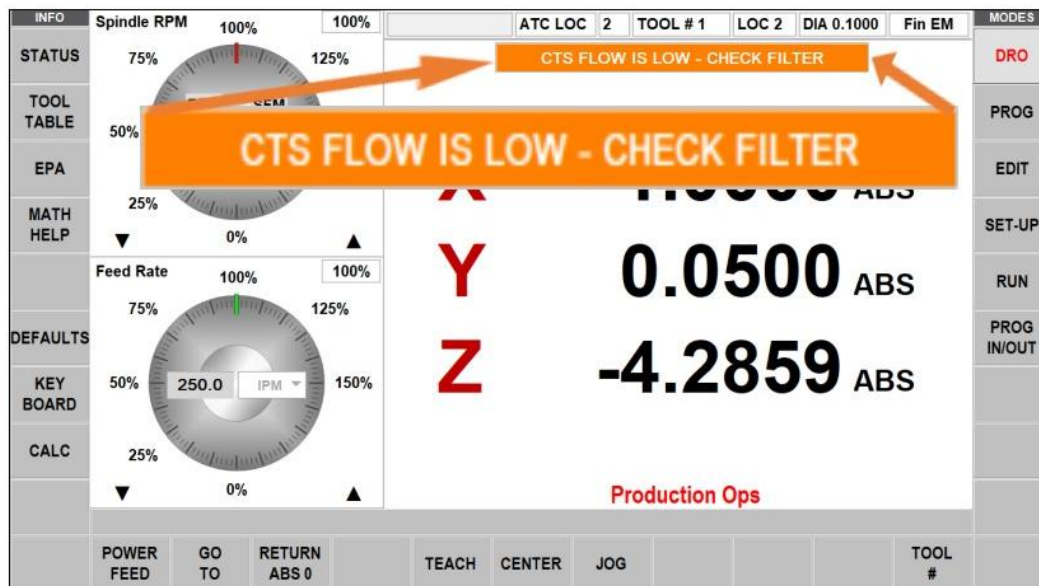 INFO
Spindle RPM
100%
100%
ATC LOC 2 TOOL # 1 LOC 2 DIA 0.1000 Fin EM
MODES
STATUS
75%
125%
CTS FLOW IS LOW - CHECK FILTER
DRO
TOOL
TABLE
50%
CTS FLOW IS LOW - CHECK FILTER
PROG
EPA
EDIT
ABS
25%
MATH
HELP
▼ 0% ▲
SET-UP
Feed Rate
100%
100%
Y 0.0500 ABS
RUN
75%
125%
DEFAULTS
PROG
IN/OUT
Z -4.2859 ABS
KEY
BOARD
50%
250.0 IPM
150%
CALC
25%
▼ 0% ▲
Production Ops
POWER
FEED
GO
TO
RETURN
ABS 0
TEACH
CENTER
JOG
TOOL
#